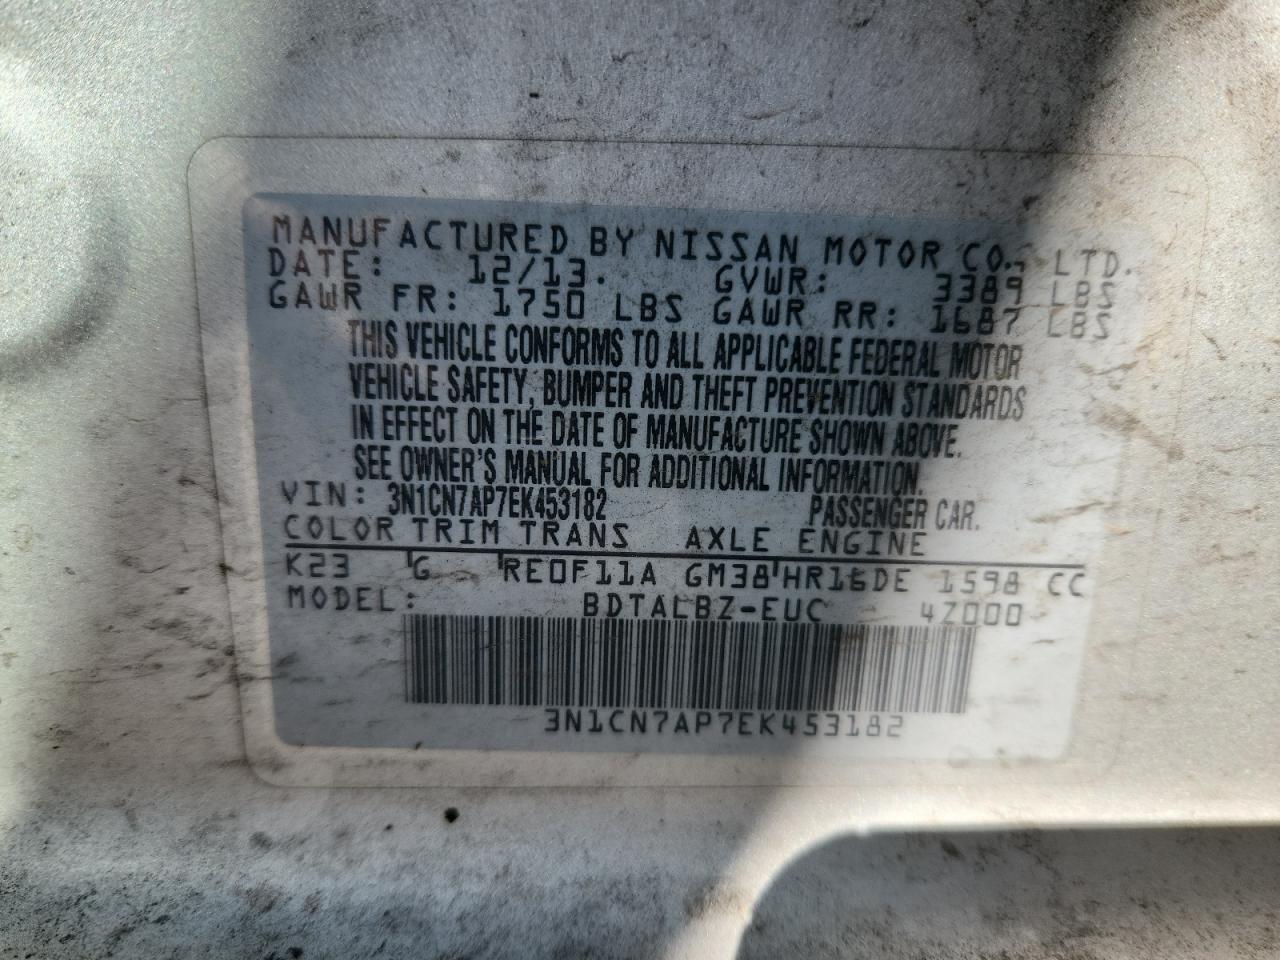 MANUFACTURED BY NISSAN MOTOR CO., LTD.
DATE: 12/13. GVWR: 3389 LBS
GAWR FR: 1750 LBS GAWR RR: 1687 LBS
THIS VEHICLE CONFORMS TO ALL APPLICABLE FEDERAL MOTOR
VEHICLE SAFETY, BUMPER AND THEFT PREVENTION STANDARDS
IN EFFECT ON THE DATE OF MANUFACTURE SHOWN ABOVE.
SEE OWNER'S MANUAL FOR ADDITIONAL INFORMATION.
VIN: 3N1CN7AP7EK453182 PASSENGER CAR.
COLOR TRIM TRANS AXLE ENGINE
K23 G RE0F11A GM38 HR16DE 1598 CC
MODEL: BDTALBZ-EUC 4Z000
3N1CN7AP7EK453182